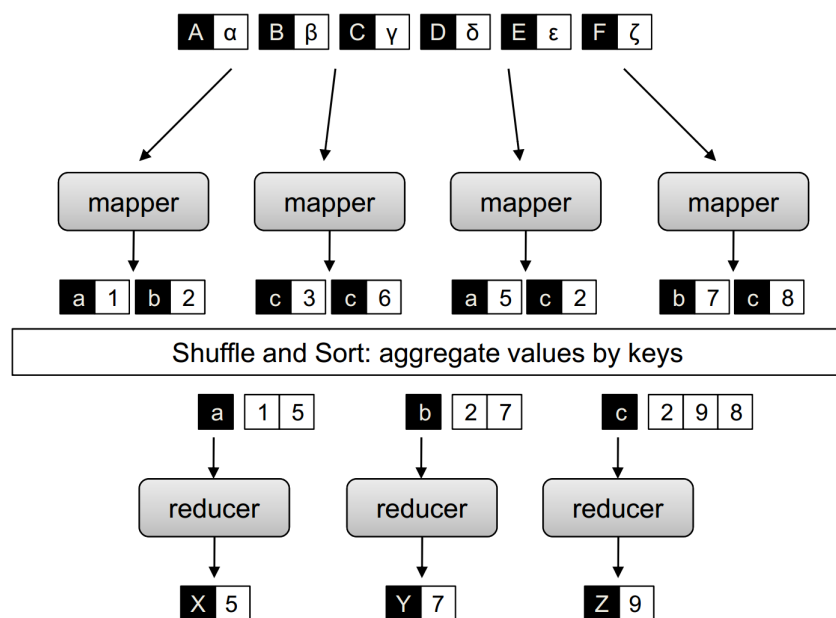 A α B β C γ D δ E ε F ζ
mapper mapper mapper mapper
a 1 b 2 c 3 c 6 a 5 c 2 b 7 c 8
Shuffle and Sort: aggregate values by keys
a 1 5 b 2 7 c 2 9 8
reducer reducer reducer
X 5 Y 7 Z 9